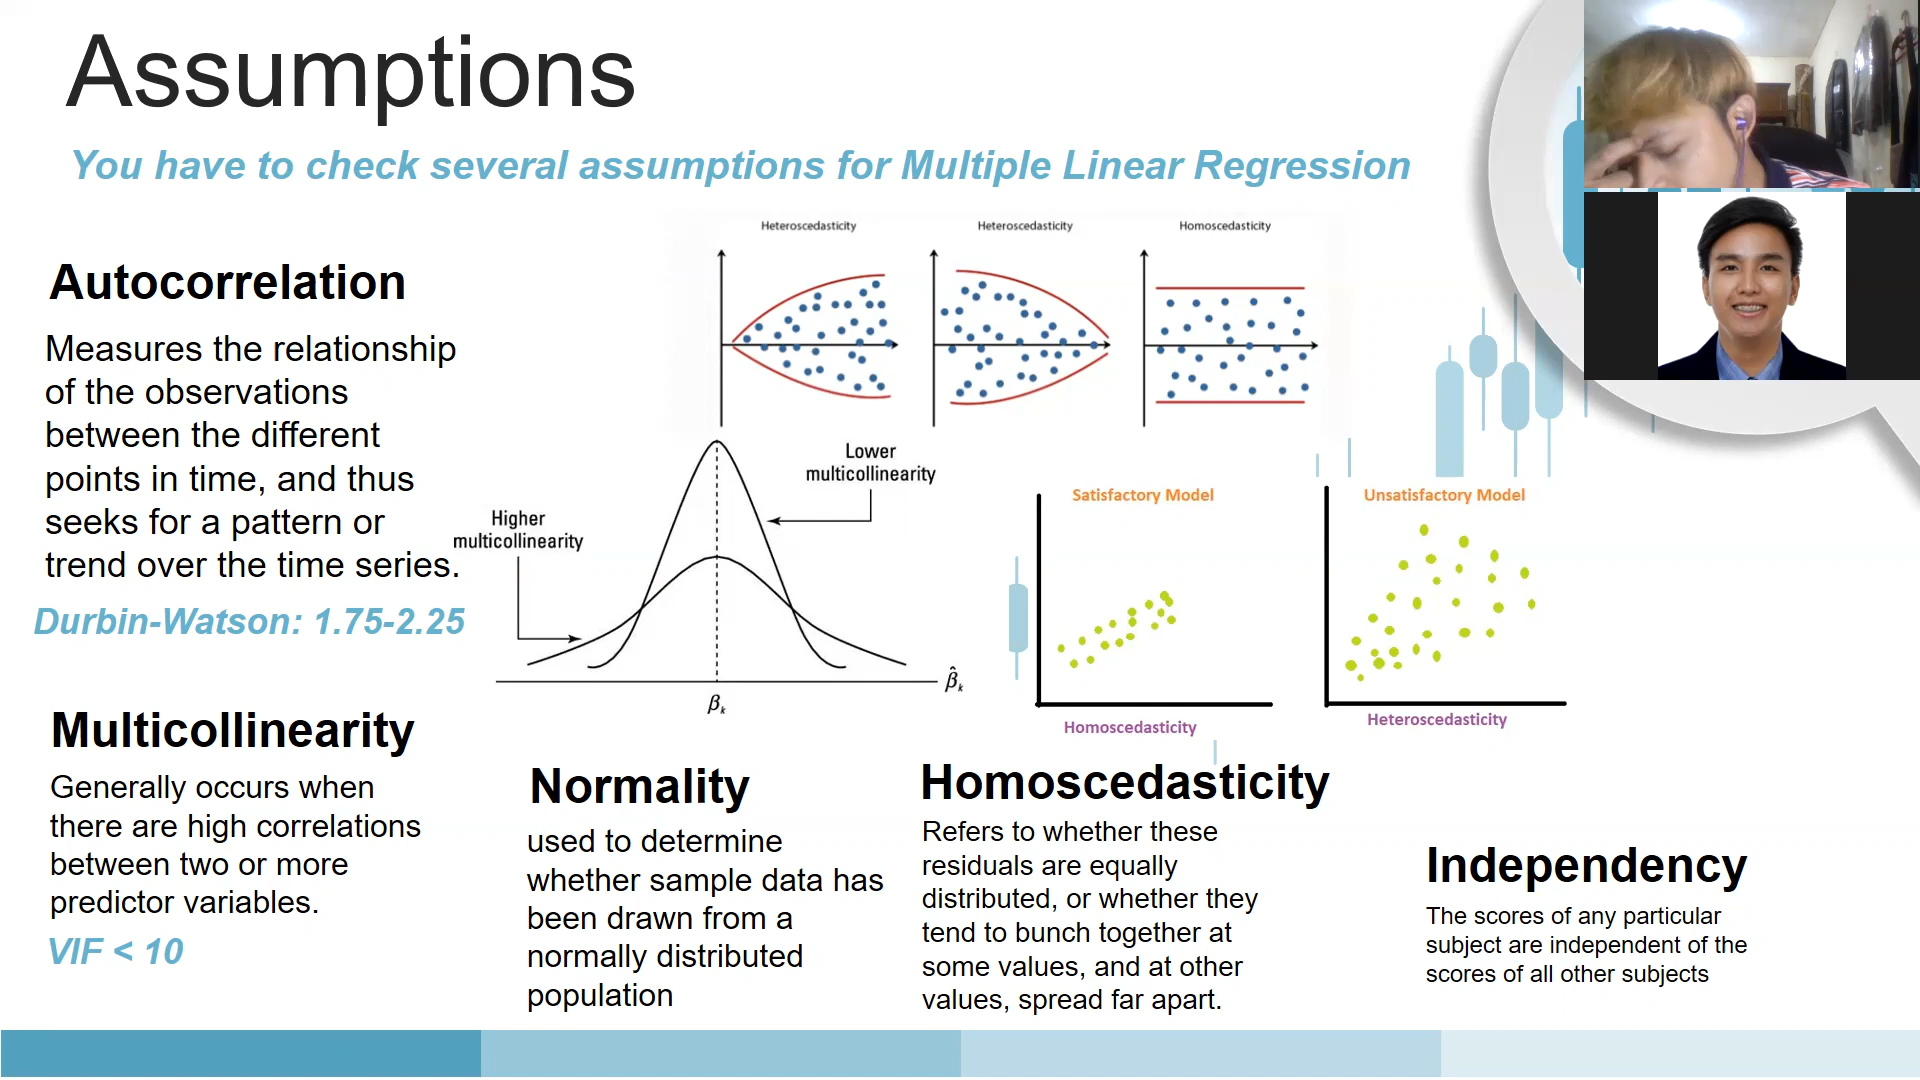 Assumptions
You have to check several assumptions for Multiple Linear Regression
Heteroscedasticity
Heteroscedasticity
Homoscedasticity
Autocorrelation
Measures the relationship
of the observations
between the different
points in time, and thus
seeks for a pattern or
trend over the time series.
Durbin-Watson: 1.75-2.25
Lower
multicollinearity
Higher
multicollinearity
β̂k
βk
Satisfactory Model
Homoscedasticity
Unsatisfactory Model
Heteroscedasticity
Multicollinearity
Generally occurs when
there are high correlations
between two or more
predictor variables.
VIF < 10
Normality
used to determine
whether sample data has
been drawn from a
normally distributed
population
Homoscedasticity
Refers to whether these
residuals are equally
distributed, or whether they
tend to bunch together at
some values, and at other
values, spread far apart.
Independency
The scores of any particular
subject are independent of the
scores of all other subjects